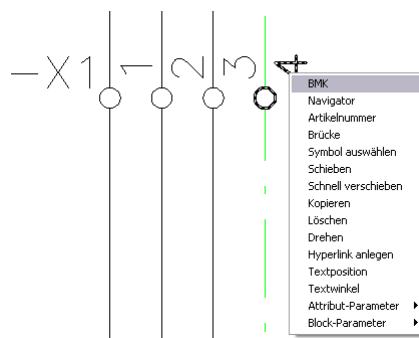 -X1 1 2 3 4
BMK
Navigator
Artikelnummer
Brücke
Symbol auswählen
Schieben
Schnell verschieben
Kopieren
Löschen
Drehen
Hyperlink anlegen
Textposition
Textwinkel
Attribut-Parameter
Block-Parameter